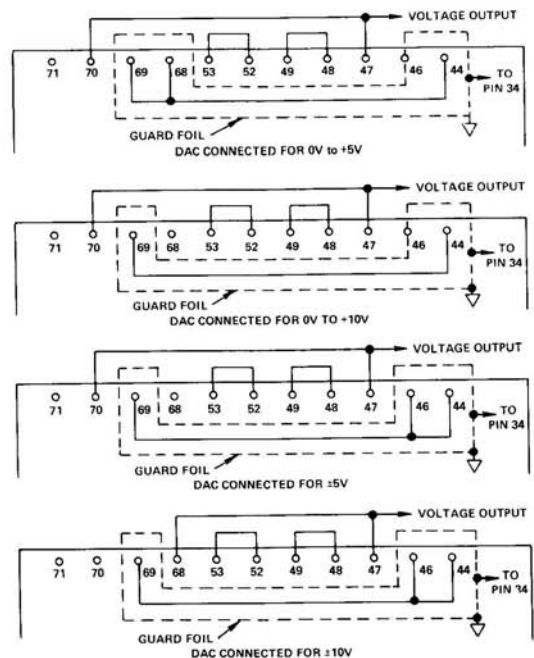 VOLTAGE OUTPUT
71 70 69 68 53 52 49 48 47 46 44
TO
PIN 34
GUARD FOIL
DAC CONNECTED FOR 0V to +5V
VOLTAGE OUTPUT
71 70 69 68 53 52 49 48 47 46 44
TO
PIN 34
GUARD FOIL
DAC CONNECTED FOR 0V TO +10V
VOLTAGE OUTPUT
71 70 69 68 53 52 49 48 47 46 44
TO
PIN 34
GUARD FOIL
DAC CONNECTED FOR ±5V
VOLTAGE OUTPUT
71 70 69 68 53 52 49 48 47 46 44
TO
PIN 34
GUARD FOIL
DAC CONNECTED FOR ±10V